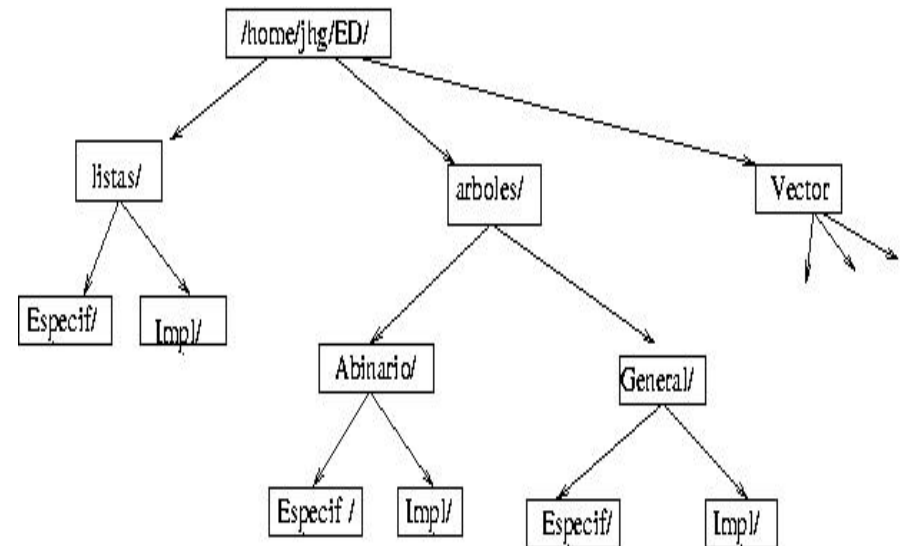 /home/jhg/ED/
listas/
arboles/
Vector
Especif/
Impl/
Abinario/
General/
Especif /
Impl/
Especif/
Impl/